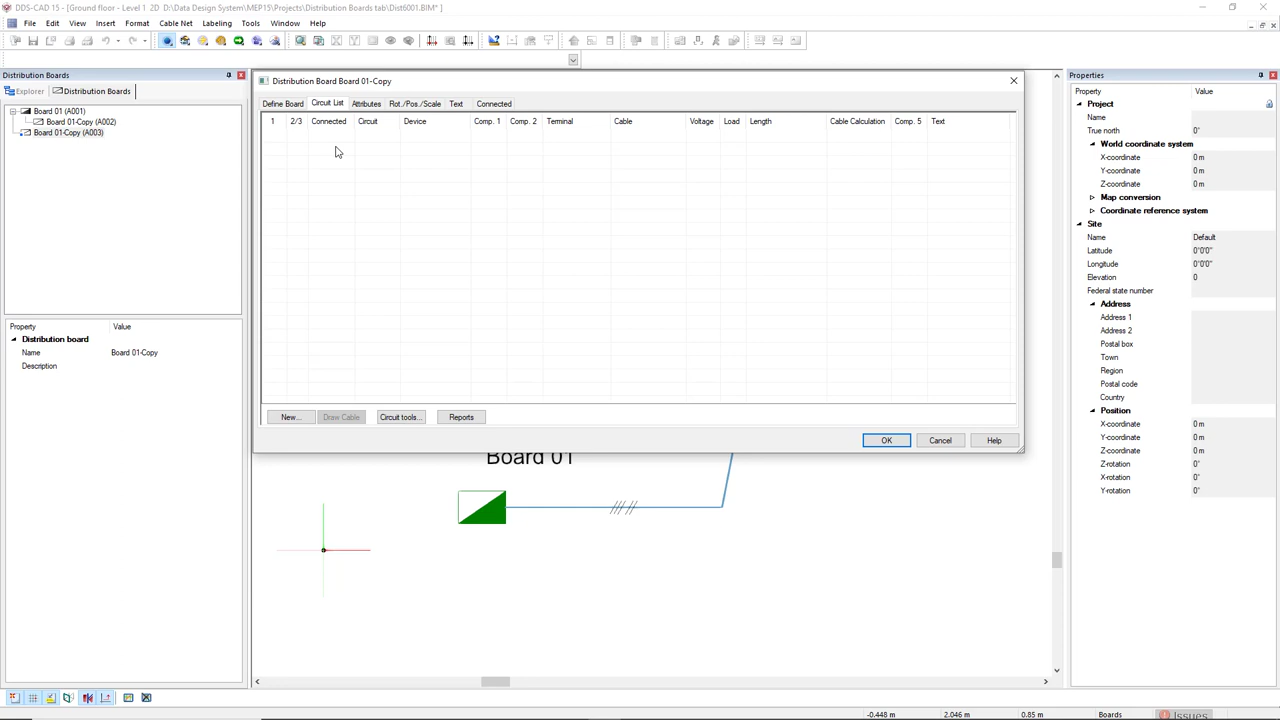 DDS-CAD 15 - [Ground floor - Level 1  2D  D:\Data Design System\MEP15\Projects\Distribution Boards tab\Dist6001.BIM*]
File Edit View Insert Format Cable Net Labeling Tools Window Help
Distribution Boards
Explorer Distribution Boards
Board 01 (A001)
Board 01-Copy (A002)
Board 01-Copy (A003)
Property Value
Distribution board
Name Board 01-Copy
Description
Distribution Board Board 01-Copy
Define Board Circuit List Attributes Rot./Pos./Scale Text Connected
1 2/3 Connected Circuit Device Comp. 1 Comp. 2 Terminal Cable Voltage Load Length Cable Calculation Comp. 5 Text
New... Draw Cable Circuit tools... Reports
OK Cancel Help
Board 01
Properties
Property Value
Project
Name
True north 0°
World coordinate system
X-coordinate 0 m
Y-coordinate 0 m
Z-coordinate 0 m
Map conversion
Coordinate reference system
Site
Name Default
Latitude 0°0'0"
Longitude 0°0'0"
Elevation 0
Federal state number
Address
Address 1
Address 2
Postal box
Town
Region
Postal code
Country
Position
X-coordinate 0 m
Y-coordinate 0 m
Z-coordinate 0 m
Z-rotation 0°
X-rotation 0°
Y-rotation 0°
-0.448 m 2.046 m 0.85 m Boards Issues